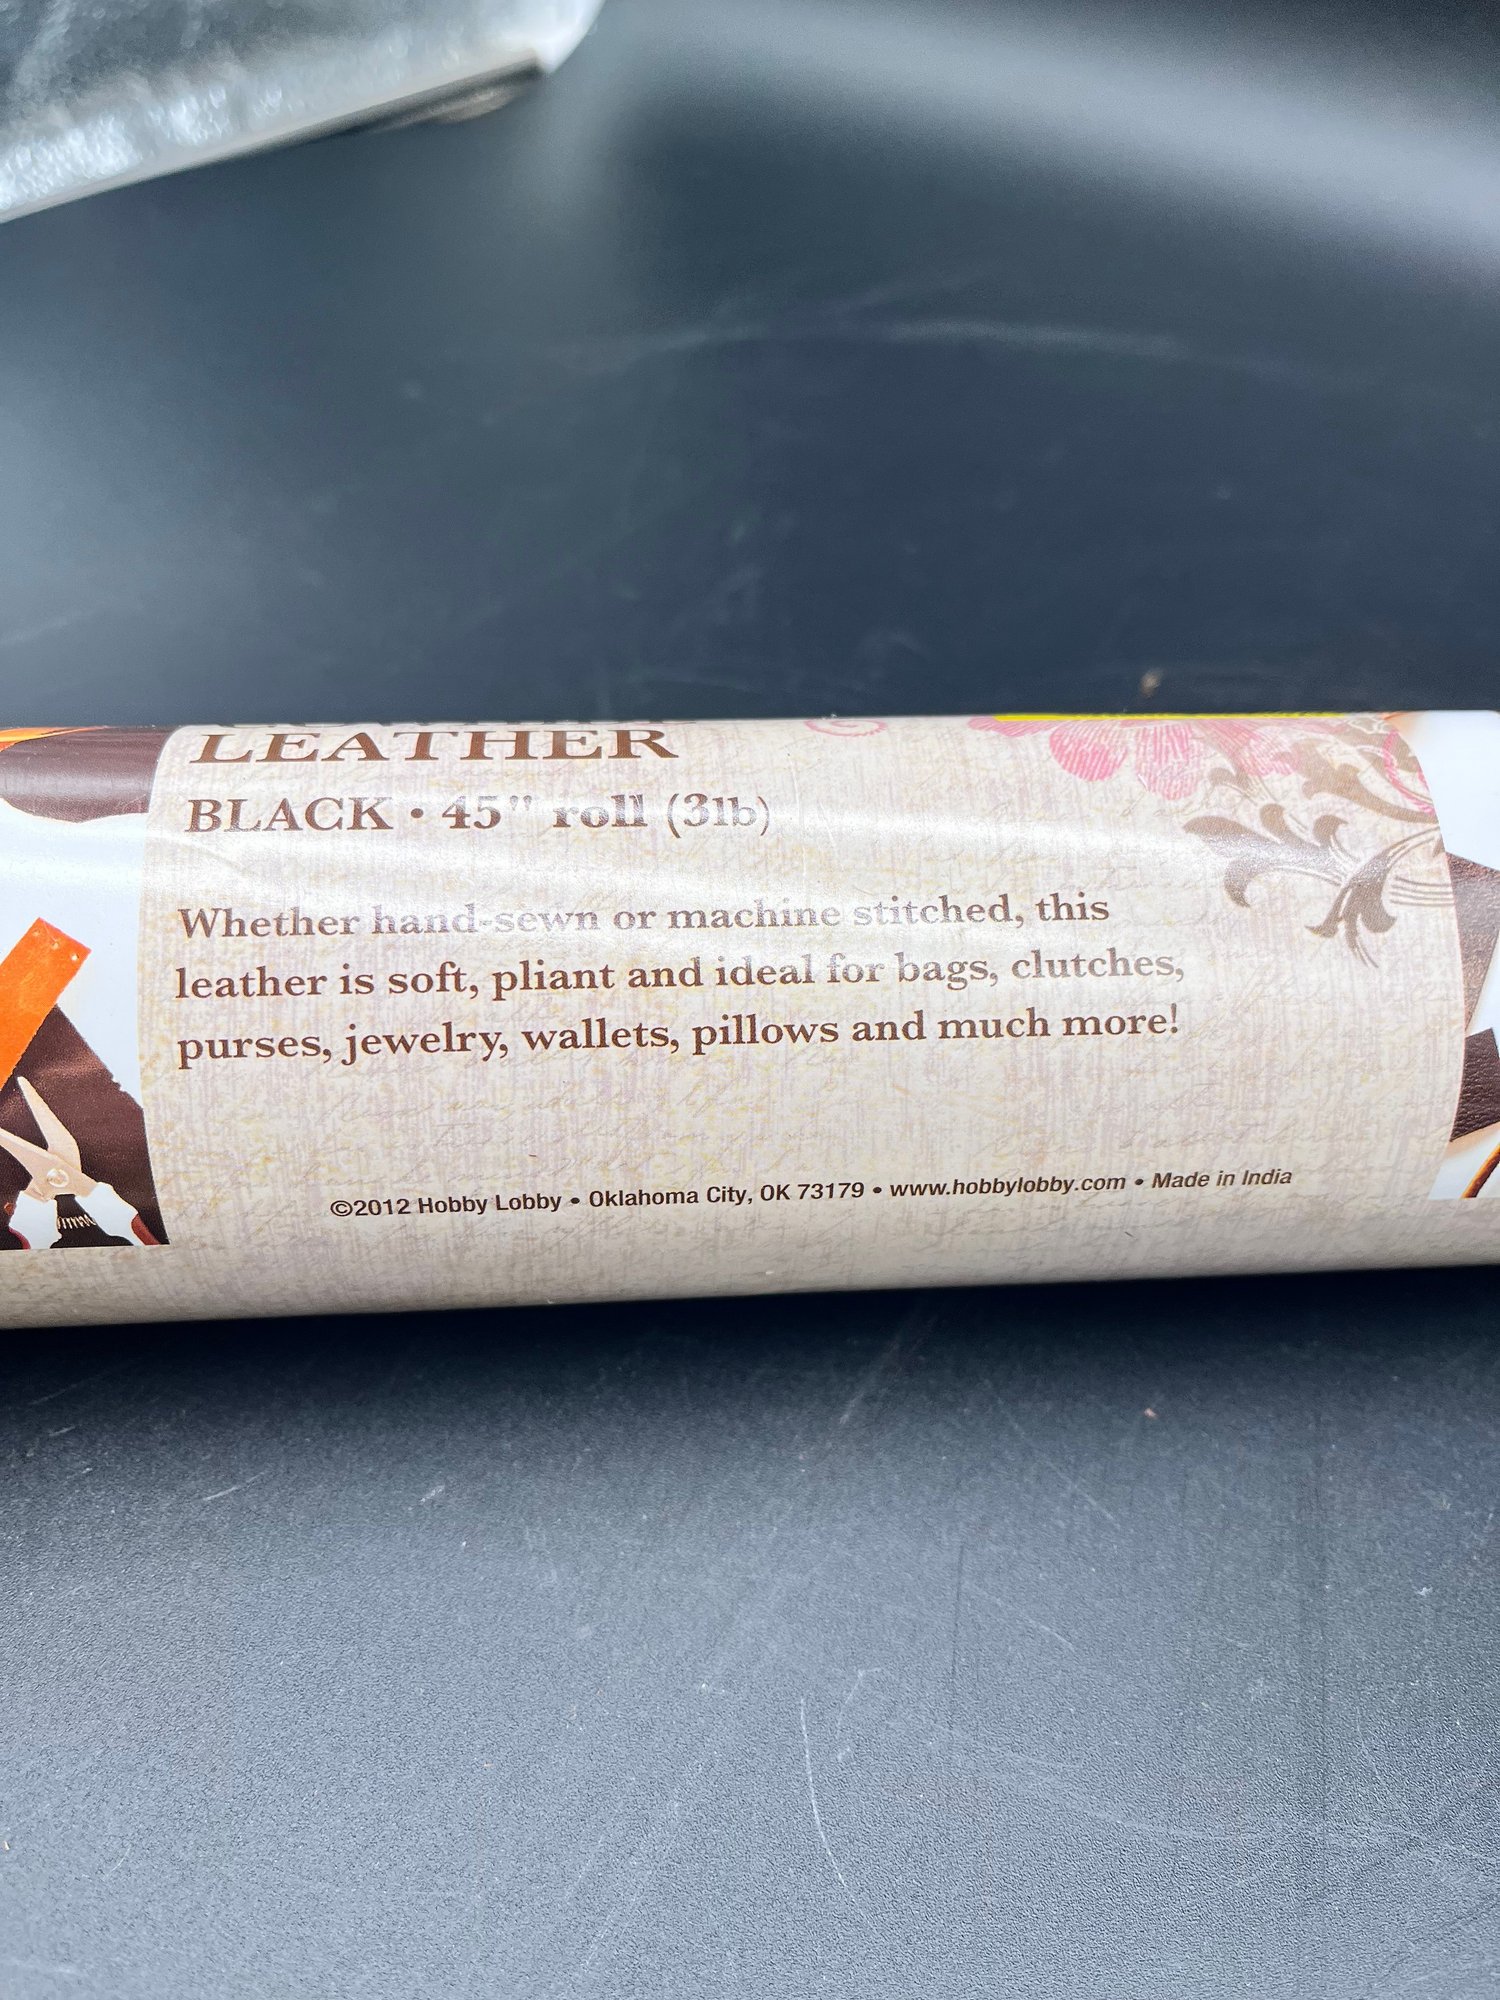 LEATHER
BLACK • 45" roll (3lb)
Whether hand-sewn or machine stitched, this
leather is soft, pliant and ideal for bags, clutches,
purses, jewelry, wallets, pillows and much more!
©2012 Hobby Lobby • Oklahoma City, OK 73179 • www.hobbylobby.com • Made in India